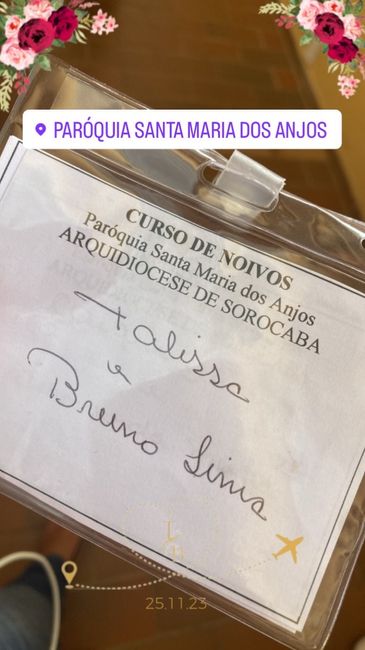 PARÓQUIA SANTA MARIA DOS ANJOS
CURSO DE NOIVOS
Paróquia Santa Maria dos Anjos
ARQUIDIOCESE DE SOROCABA
Talissa
e
Bruno Lima
25.11.23